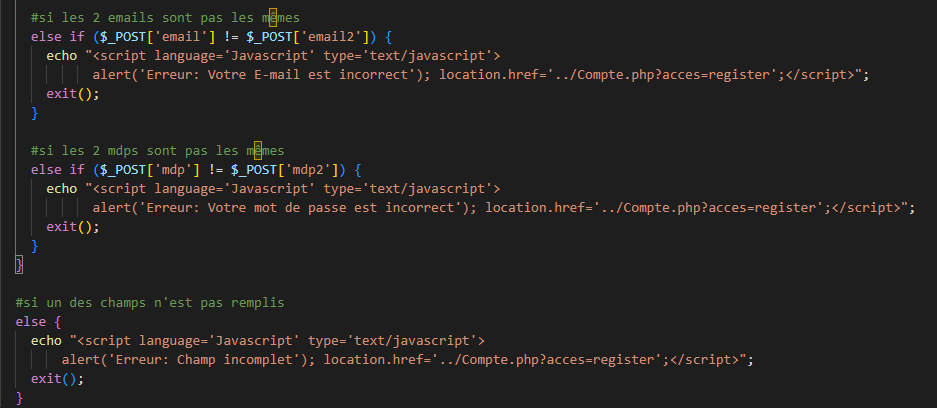 #si les 2 emails sont pas les mêmes
else if ($_POST['email'] != $_POST['email2']) {
echo "<script language='Javascript' type='text/javascript'>
alert('Erreur: Votre E-mail est incorrect'); location.href='../Compte.php?acces=register';</script>";
exit();
}
#si les 2 mdps sont pas les mêmes
else if ($_POST['mdp'] != $_POST['mdp2']) {
echo "<script language='Javascript' type='text/javascript'>
alert('Erreur: Votre mot de passe est incorrect'); location.href='../Compte.php?acces=register';</script>";
exit();
}
}
#si un des champs n'est pas remplis
else {
echo "<script language='Javascript' type='text/javascript'>
alert('Erreur: Champ incomplet'); location.href='../Compte.php?acces=register';</script>";
exit();
}